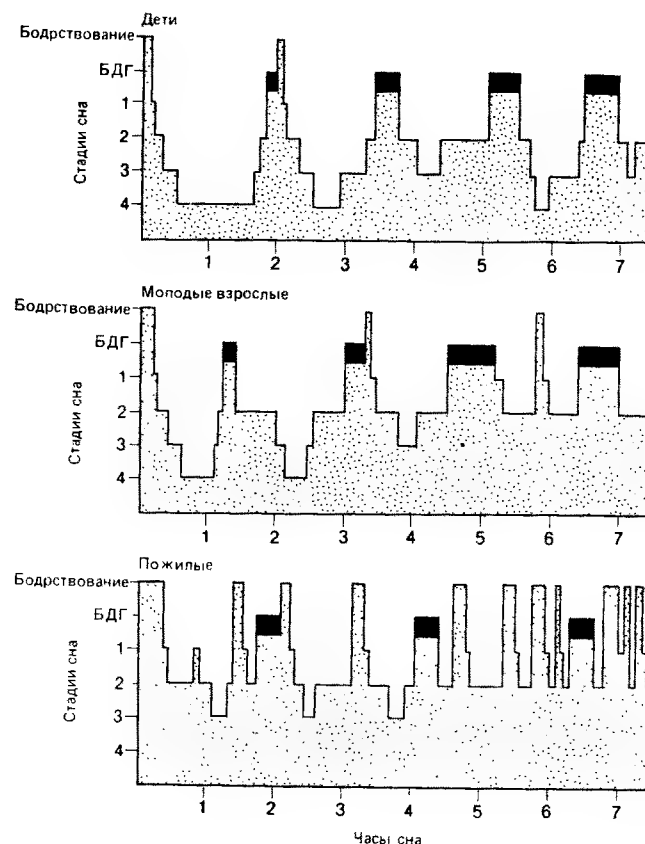 Дети
Бодрствование
БДГ
1
2
3
4
Стадии сна
1 2 3 4 5 6 7
Молодые взрослые
Бодрствование
БДГ
1
2
3
4
Стадии сна
1 2 3 4 5 6 7
Пожилые
Бодрствование
БДГ
1
2
3
4
Стадии сна
1 2 3 4 5 6 7
Часы сна